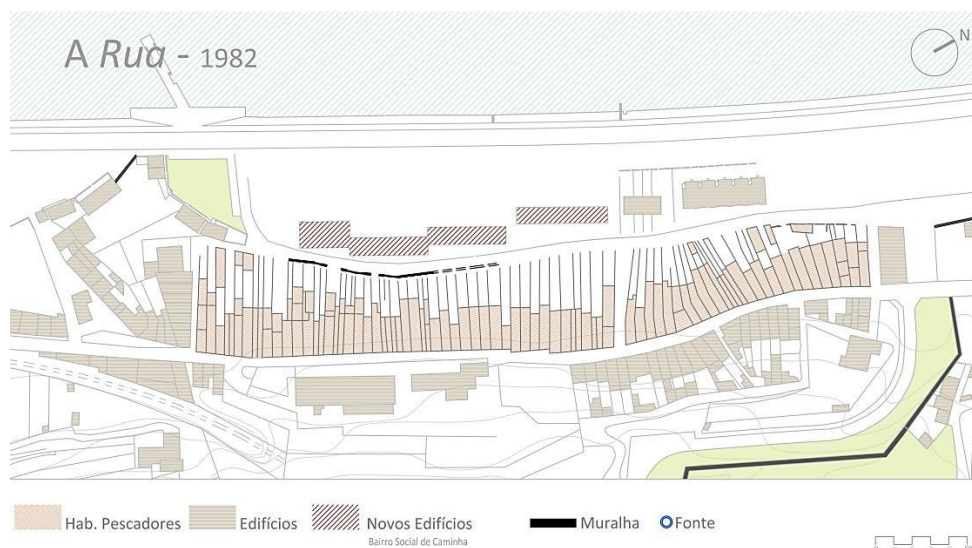 A Rua - 1982
N
Hab. Pescadores
Edifícios
Novos Edifícios
Bairro Social de Caminha
Muralha
Fonte